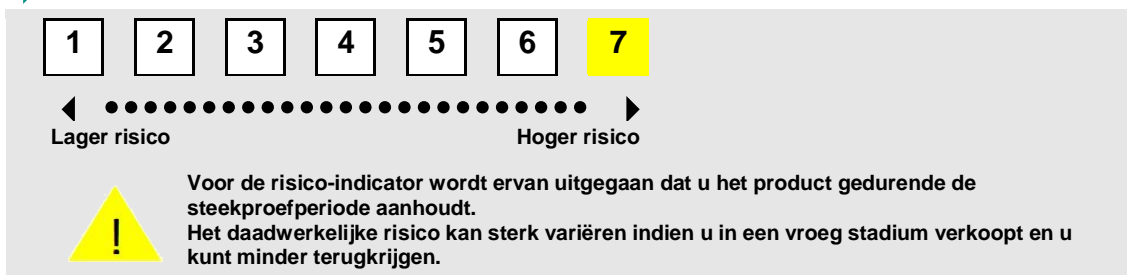 1 2 3 4 5 6 7
Lager risico Hoger risico
Voor de risico-indicator wordt ervan uitgegaan dat u het product gedurende de
steekproefperiode aanhoudt.
!
Het daadwerkelijke risico kan sterk variëren indien u in een vroeg stadium verkoopt en u
kunt minder terugkrijgen.